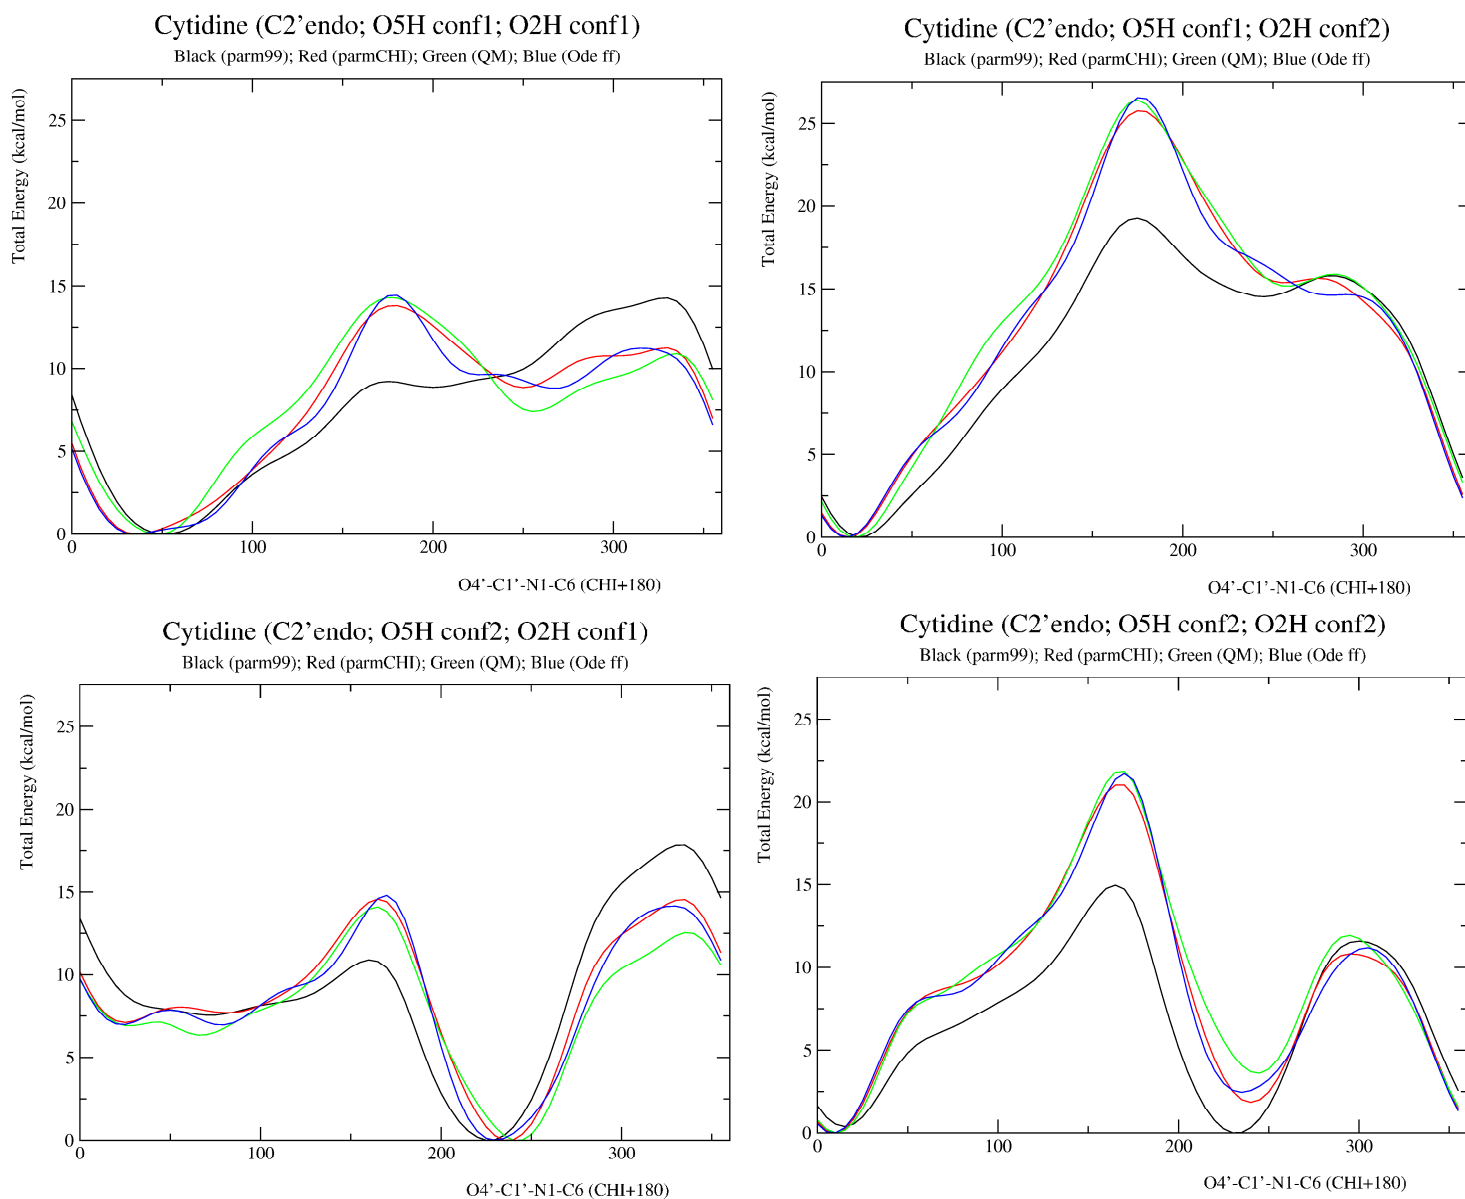 Cytidine (C2'endo; O5H conf1; O2H conf1)
Black (parm99); Red (parmCHI); Green (QM); Blue (Ode ff)
Total Energy (kcal/mol)
25
20
15
10
5
0
0
100
200
300
O4'-C1'-N1-C6 (CHI+180)
Cytidine (C2'endo; O5H conf1; O2H conf2)
Black (parm99); Red (parmCHI); Green (QM); Blue (Ode ff)
Total Energy (kcal/mol)
25
20
15
10
5
0
0
100
200
300
O4'-C1'-N1-C6 (CHI+180)
Cytidine (C2'endo; O5H conf2; O2H conf1)
Black (parm99); Red (parmCHI); Green (QM); Blue (Ode ff)
Total Energy (kcal/mol)
25
20
15
10
5
0
0
100
200
300
O4'-C1'-N1-C6 (CHI+180)
Cytidine (C2'endo; O5H conf2; O2H conf2)
Black (parm99); Red (parmCHI); Green (QM); Blue (Ode ff)
Total Energy (kcal/mol)
25
20
15
10
5
0
0
100
200
300
O4'-C1'-N1-C6 (CHI+180)